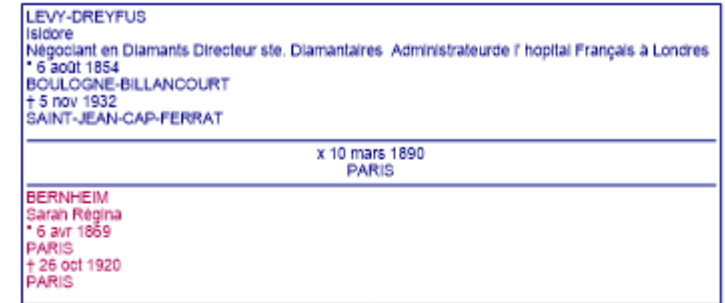 LEVY-DREYFUS
Isidore
Négociant en Diamants Directeur ste. Diamantaires Administrateurde l' hopital Français à Londres
* 6 août 1854
BOULOGNE-BILLANCOURT
† 5 nov 1932
SAINT-JEAN-CAP-FERRAT
x 10 mars 1890
PARIS
BERNHEIM
Sarah Régina
* 6 avr 1869
PARIS
† 26 oct 1920
PARIS